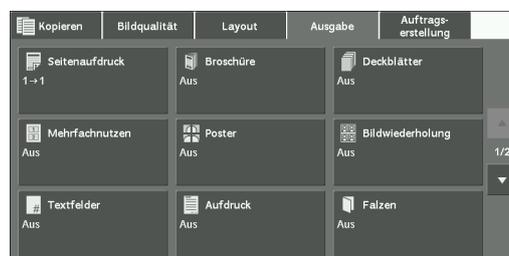 Kopieren
Bildqualität
Layout
Ausgabe
Auftrags-
erstellung
Seitenaufdruck
1→1
Broschüre
Aus
Deckblätter
Aus
Mehrfachnutzen
Aus
Poster
Aus
Bildwiederholung
Aus
1/2
Textfelder
Aus
Aufdruck
Aus
Falzen
Aus